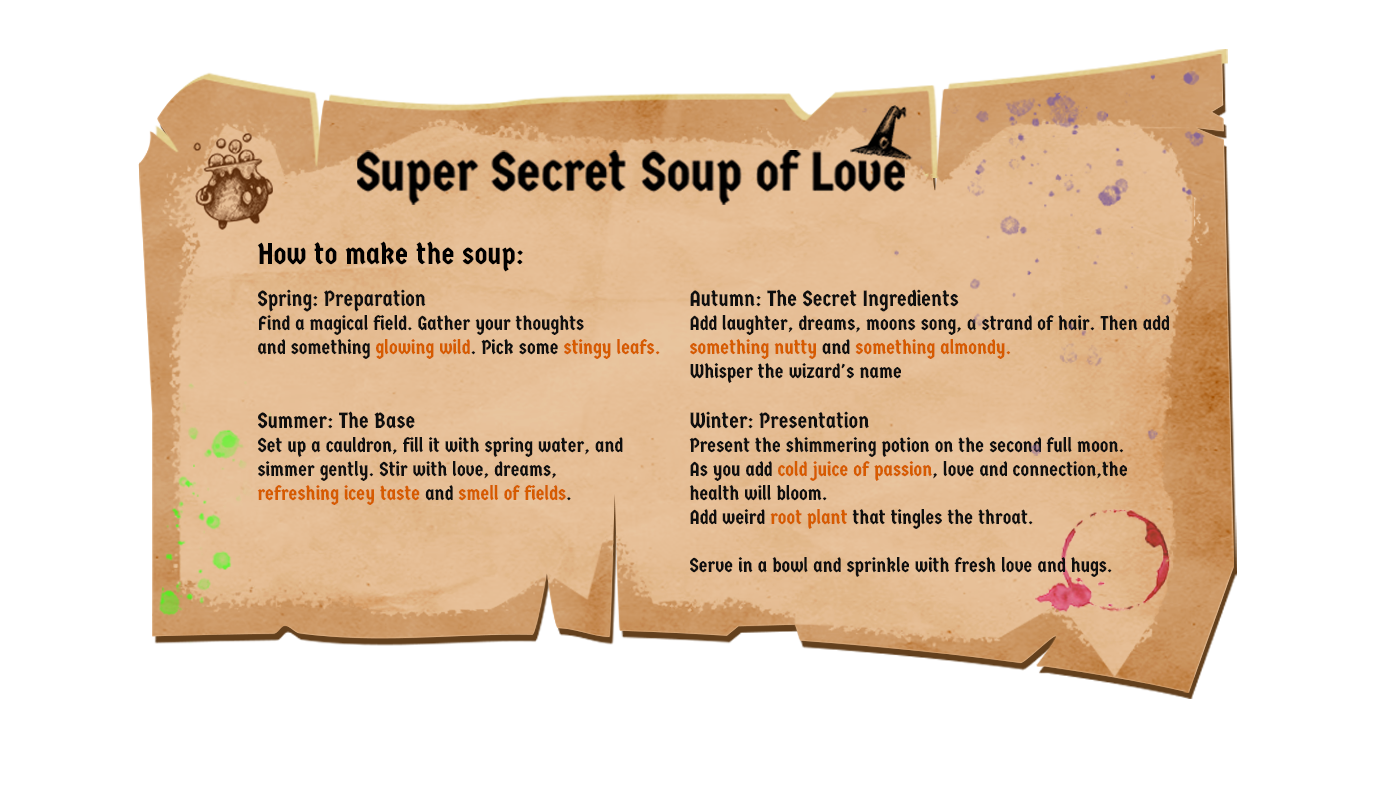 Super Secret Soup of Love
How to make the soup:
Spring: Preparation
Find a magical field. Gather your thoughts
and something glowing wild. Pick some stingy leafs.
Summer: The Base
Set up a cauldron, fill it with spring water, and
simmer gently. Stir with love, dreams,
refreshing icey taste and smell of fields.
Autumn: The Secret Ingredients
Add laughter, dreams, moons song, a strand of hair. Then add
something nutty and something almondy.
Whisper the wizard's name
Winter: Presentation
Present the shimmering potion on the second full moon.
As you add cold juice of passion, love and connection,the
health will bloom.
Add weird root plant that tingles the throat.
Serve in a bowl and sprinkle with fresh love and hugs.